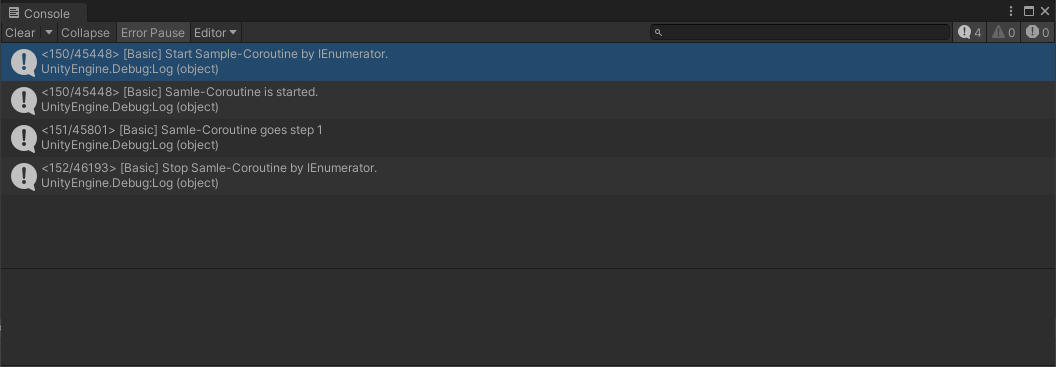 Console
Clear Collapse Error Pause Editor 4 0 0
<150/45448> [Basic] Start Sample-Coroutine by IEnumerator.
UnityEngine.Debug:Log (object)
<150/45448> [Basic] Samle-Coroutine is started.
UnityEngine.Debug:Log (object)
<151/45801> [Basic] Samle-Coroutine goes step 1
UnityEngine.Debug:Log (object)
<152/46193> [Basic] Stop Samle-Coroutine by IEnumerator.
UnityEngine.Debug:Log (object)